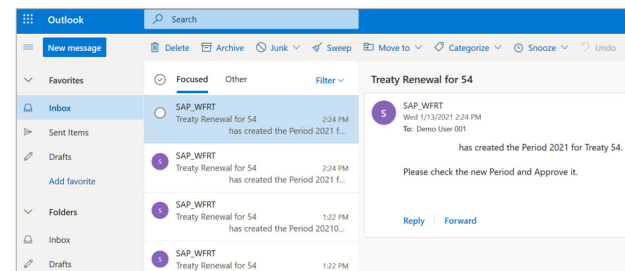 Outlook
Search
New message
Delete Archive Junk Sweep Move to Categorize Snooze Undo
Favorites
Inbox
Sent Items
Drafts
Add favorite
Folders
Inbox
Drafts
Focused Other Filter
SAP_WFRT
Treaty Renewal for 54 2:24 PM
has created the Period 2021 f...
S SAP_WFRT
Treaty Renewal for 54 2:24 PM
has created the Period 2021 f...
S SAP_WFRT
Treaty Renewal for 54 1:22 PM
has created the Period 20210...
S SAP_WFRT
Treaty Renewal for 54 1:22 PM
Treaty Renewal for 54
S SAP_WFRT
Wed 1/13/2021 2:24 PM
To: Demo User 001
has created the Period 2021 for Treaty 54.
Please check the new Period and Approve it.
Reply Forward